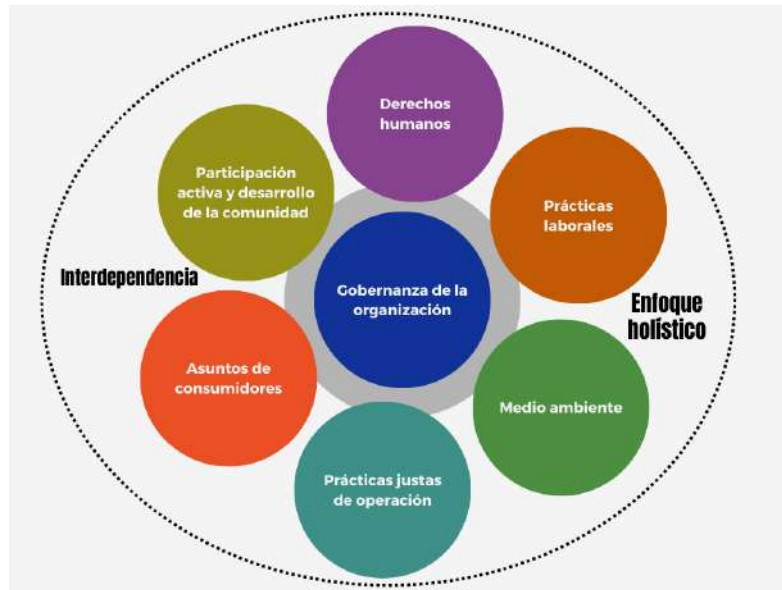 Derechos
humanos
Participación
activa y desarrollo
de la comunidad
Prácticas
laborales
Interdependencia
Gobernanza de la
organización
Enfoque
holístico
Asuntos de
consumidores
Medio ambiente
Prácticas justas
de operación